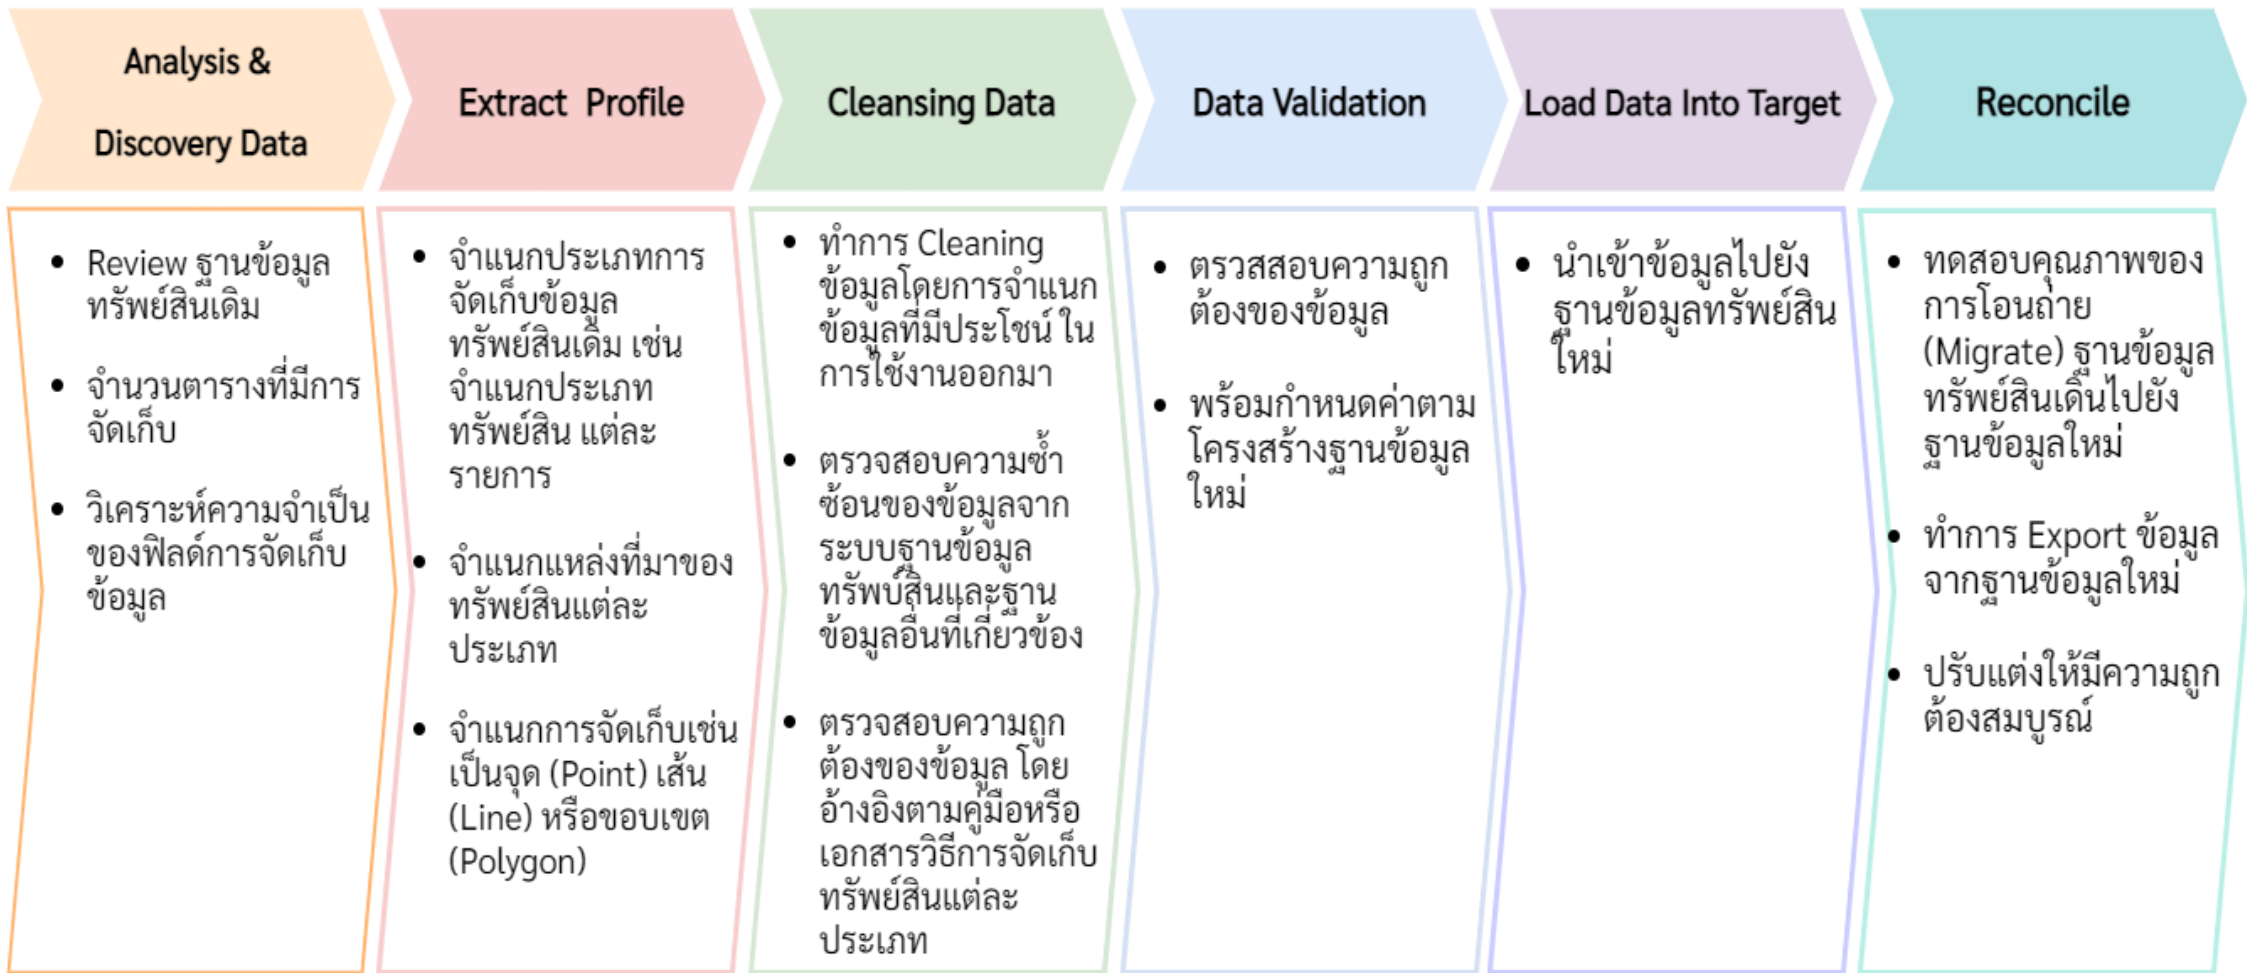 Analysis &
Discovery Data
Extract Profile
Cleansing Data
Data Validation
Load Data Into Target
Reconcile
• Review ฐานข้อมูล
ทรัพย์สินเดิม
• จำนวนตารางที่มีการ
จัดเก็บ
• วิเคราะห์ความจำเป็น
ของฟิลด์การจัดเก็บ
ข้อมูล
• จำแนกประเภทการ
จัดเก็บข้อมูล
ทรัพย์สินเดิม เช่น
จำแนกประเภท
ทรัพย์สิน แต่ละ
รายการ
• จำแนกแหล่งที่มาของ
ทรัพย์สินแต่ละ
ประเภท
• จำแนกการจัดเก็บเช่น
เป็นจุด (Point) เส้น
(Line) หรือขอบเขต
(Polygon)
• ทำการ Cleaning
ข้อมูลโดยการจำแนก
ข้อมูลที่มีประโชน์ ใน
การใช้งานออกมา
• ตรวจสอบความซ้ำ
ซ้อนของข้อมูลจาก
ระบบฐานข้อมูล
ทรัพบ์สินและฐาน
ข้อมูลอื่นที่เกี่ยวข้อง
• ตรวจสอบความถูก
ต้องของข้อมูล โดย
อ้างอิงตามคู่มือหรือ
เอกสารวิธีการจัดเก็บ
ทรัพย์สินแต่ละ
ประเภท
• ตรวสสอบความถูก
ต้องของข้อมูล
• พร้อมกำหนดค่าตาม
โครงสร้างฐานข้อมูล
ใหม่
• นำเข้าข้อมูลไปยัง
ฐานข้อมูลทรัพย์สิน
ใหม่
• ทดสอบคุณภาพของ
การโอนถ่าย
(Migrate) ฐานข้อมูล
ทรัพย์สินเดิ่นไปยัง
ฐานข้อมูลใหม่
• ทำการ Export ข้อมูล
จากฐานข้อมูลใหม่
• ปรับแต่งให้มีความถูก
ต้องสมบูรณ์